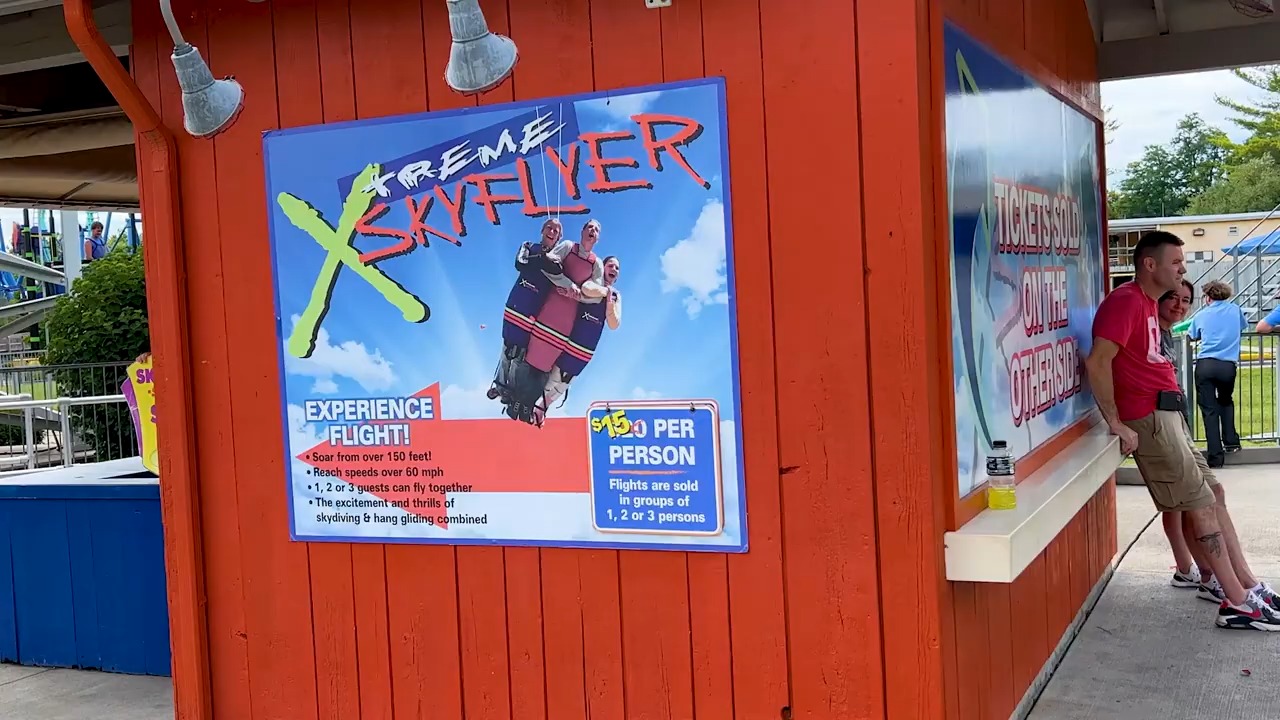 XTREME
SKYFLYER
EXPERIENCE
FLIGHT!
• Soar from over 150 feet!
• Reach speeds over 60 mph
• 1, 2 or 3 guests can fly together
• The excitement and thrills of
skydiving & hang gliding combined
$15 PER
PERSON
Flights are sold
in groups of
1, 2 or 3 persons
TICKETS SOLD
ON THE
OTHER SIDE
SK